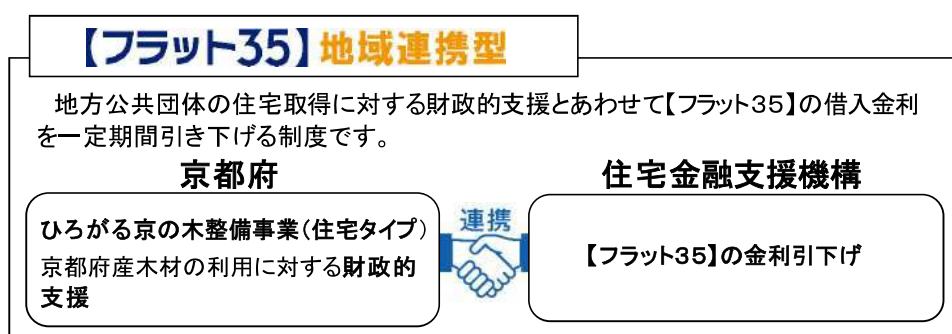 【フラット35】地域連携型
地方公共団体の住宅取得に対する財政的支援とあわせて【フラット３５】の借入金利
を一定期間引き下げる制度です。
京都府
住宅金融支援機構
ひろがる京の木整備事業（住宅タイプ）
京都府産木材の利用に対する財政的
支援
連携
【フラット３５】の金利引下げ